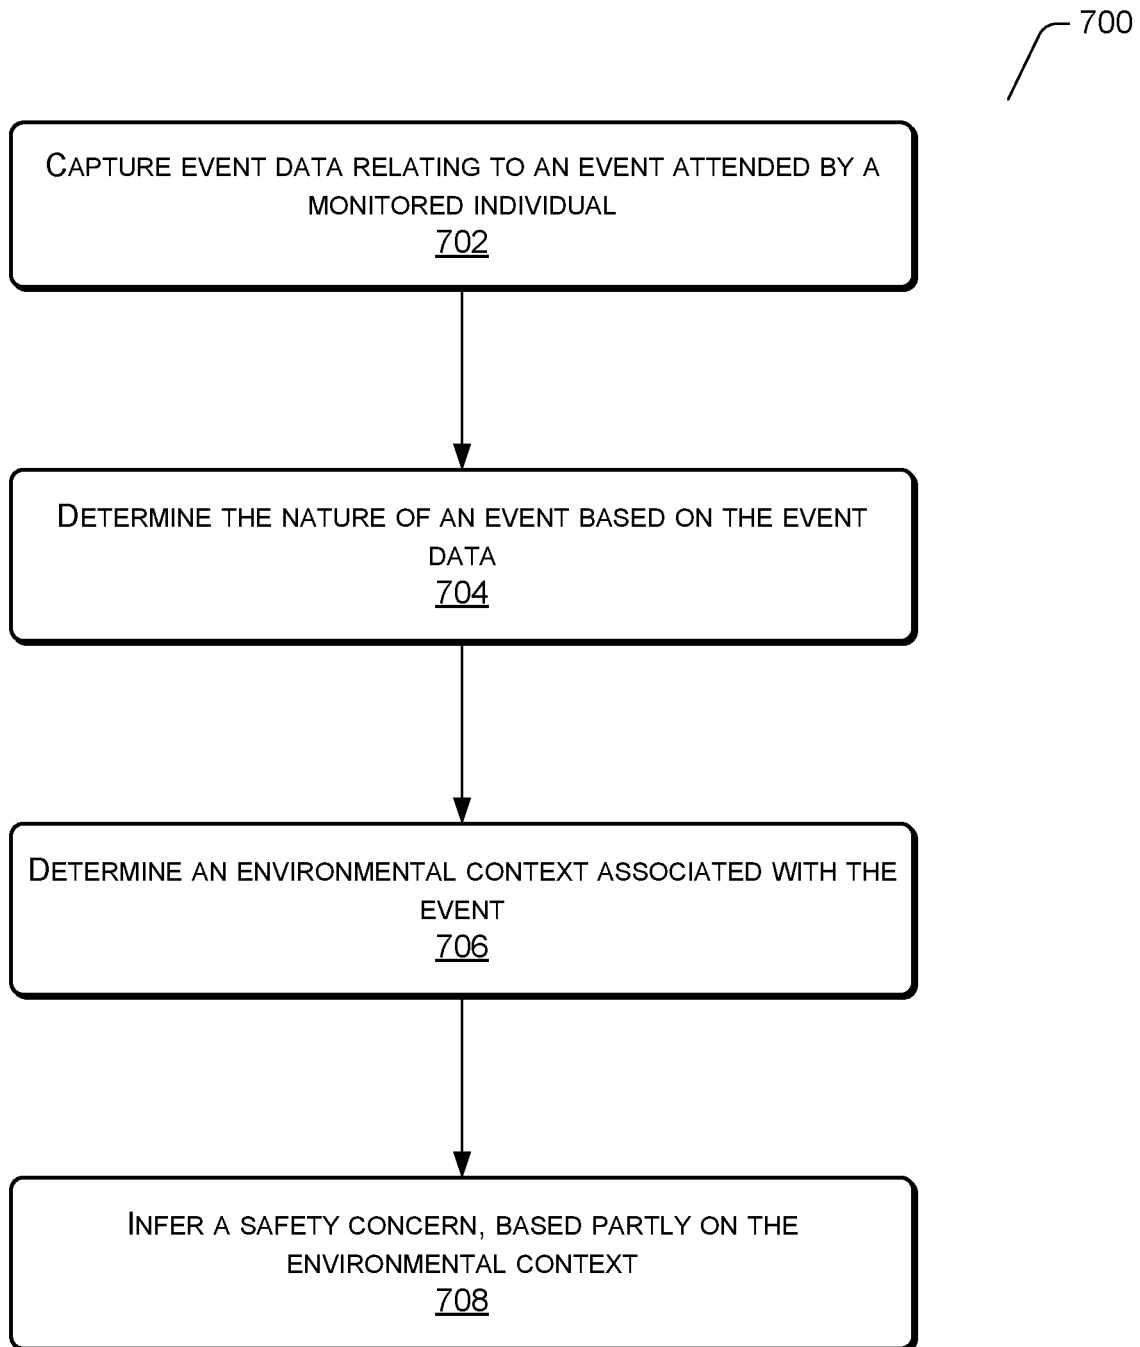 700
CAPTURE EVENT DATA RELATING TO AN EVENT ATTENDED BY A
MONITORED INDIVIDUAL
702
DETERMINE THE NATURE OF AN EVENT BASED ON THE EVENT
DATA
704
DETERMINE AN ENVIRONMENTAL CONTEXT ASSOCIATED WITH THE
EVENT
706
INFER A SAFETY CONCERN, BASED PARTLY ON THE
ENVIRONMENTAL CONTEXT
708